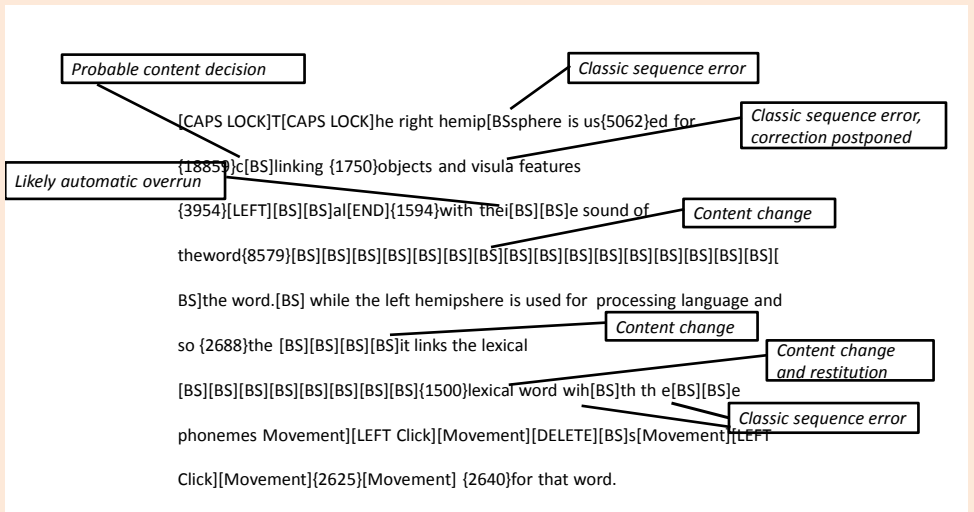 Probable content decision
Classic sequence error
[CAPS LOCK]T[CAPS LOCK]he right hemip[BSsphere is us{5062}ed for
Classic sequence error,
correction postponed
{18859}c[BS]linking {1750}objects and visula features
Likely automatic overrun
{3954}[LEFT][BS][BS]al[END]{1594}with thei[BS][BS]e sound of
Content change
theword{8579}[BS][BS][BS][BS][BS][BS][BS][BS][BS][BS][BS][BS][BS][BS][BS][BS][
BS]the word.[BS] while the left hemipshere is used for processing language and
Content change
so {2688}the [BS][BS][BS][BS]it links the lexical
Content change
and restitution
[BS][BS][BS][BS][BS][BS][BS][BS]{1500}lexical word wih[BS]th th e[BS][BS]e
Classic sequence error
phonemes Movement][LEFT Click][Movement][DELETE][BS]s[Movement][LEFT
Click][Movement]{2625}[Movement] {2640}for that word.